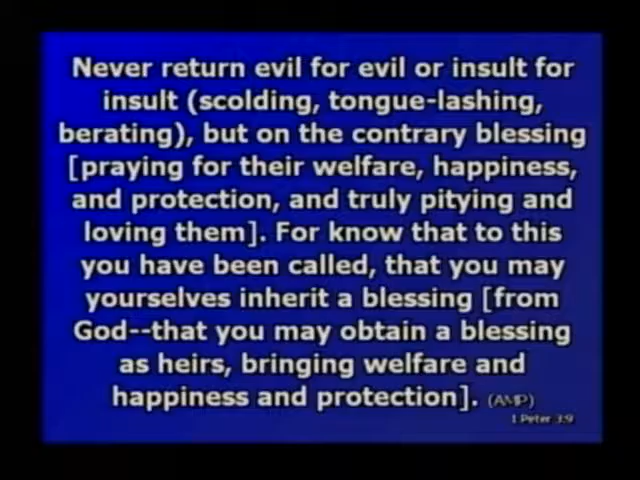 Never return evil for evil or insult for
insult (scolding, tongue-lashing,
berating), but on the contrary blessing
[praying for their welfare, happiness,
and protection, and truly pitying and
loving them]. For know that to this
you have been called, that you may
yourselves inherit a blessing [from
God--that you may obtain a blessing
as heirs, bringing welfare and
happiness and protection]. (AMP)
1 Peter 3:9